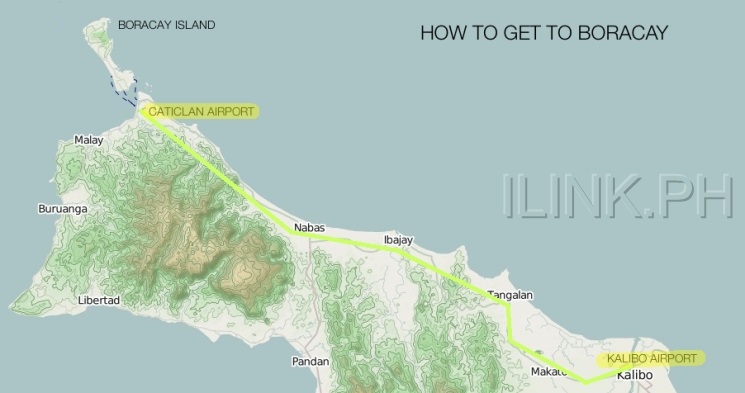 BORACAY ISLAND
HOW TO GET TO BORACAY
CATICLAN AIRPORT
Malay
ILINK.PH
Buruanga
Nabas
Ibajay
Libertad
Tangalan
Pandan
KALIBO AIRPORT
Makato
Kalibo